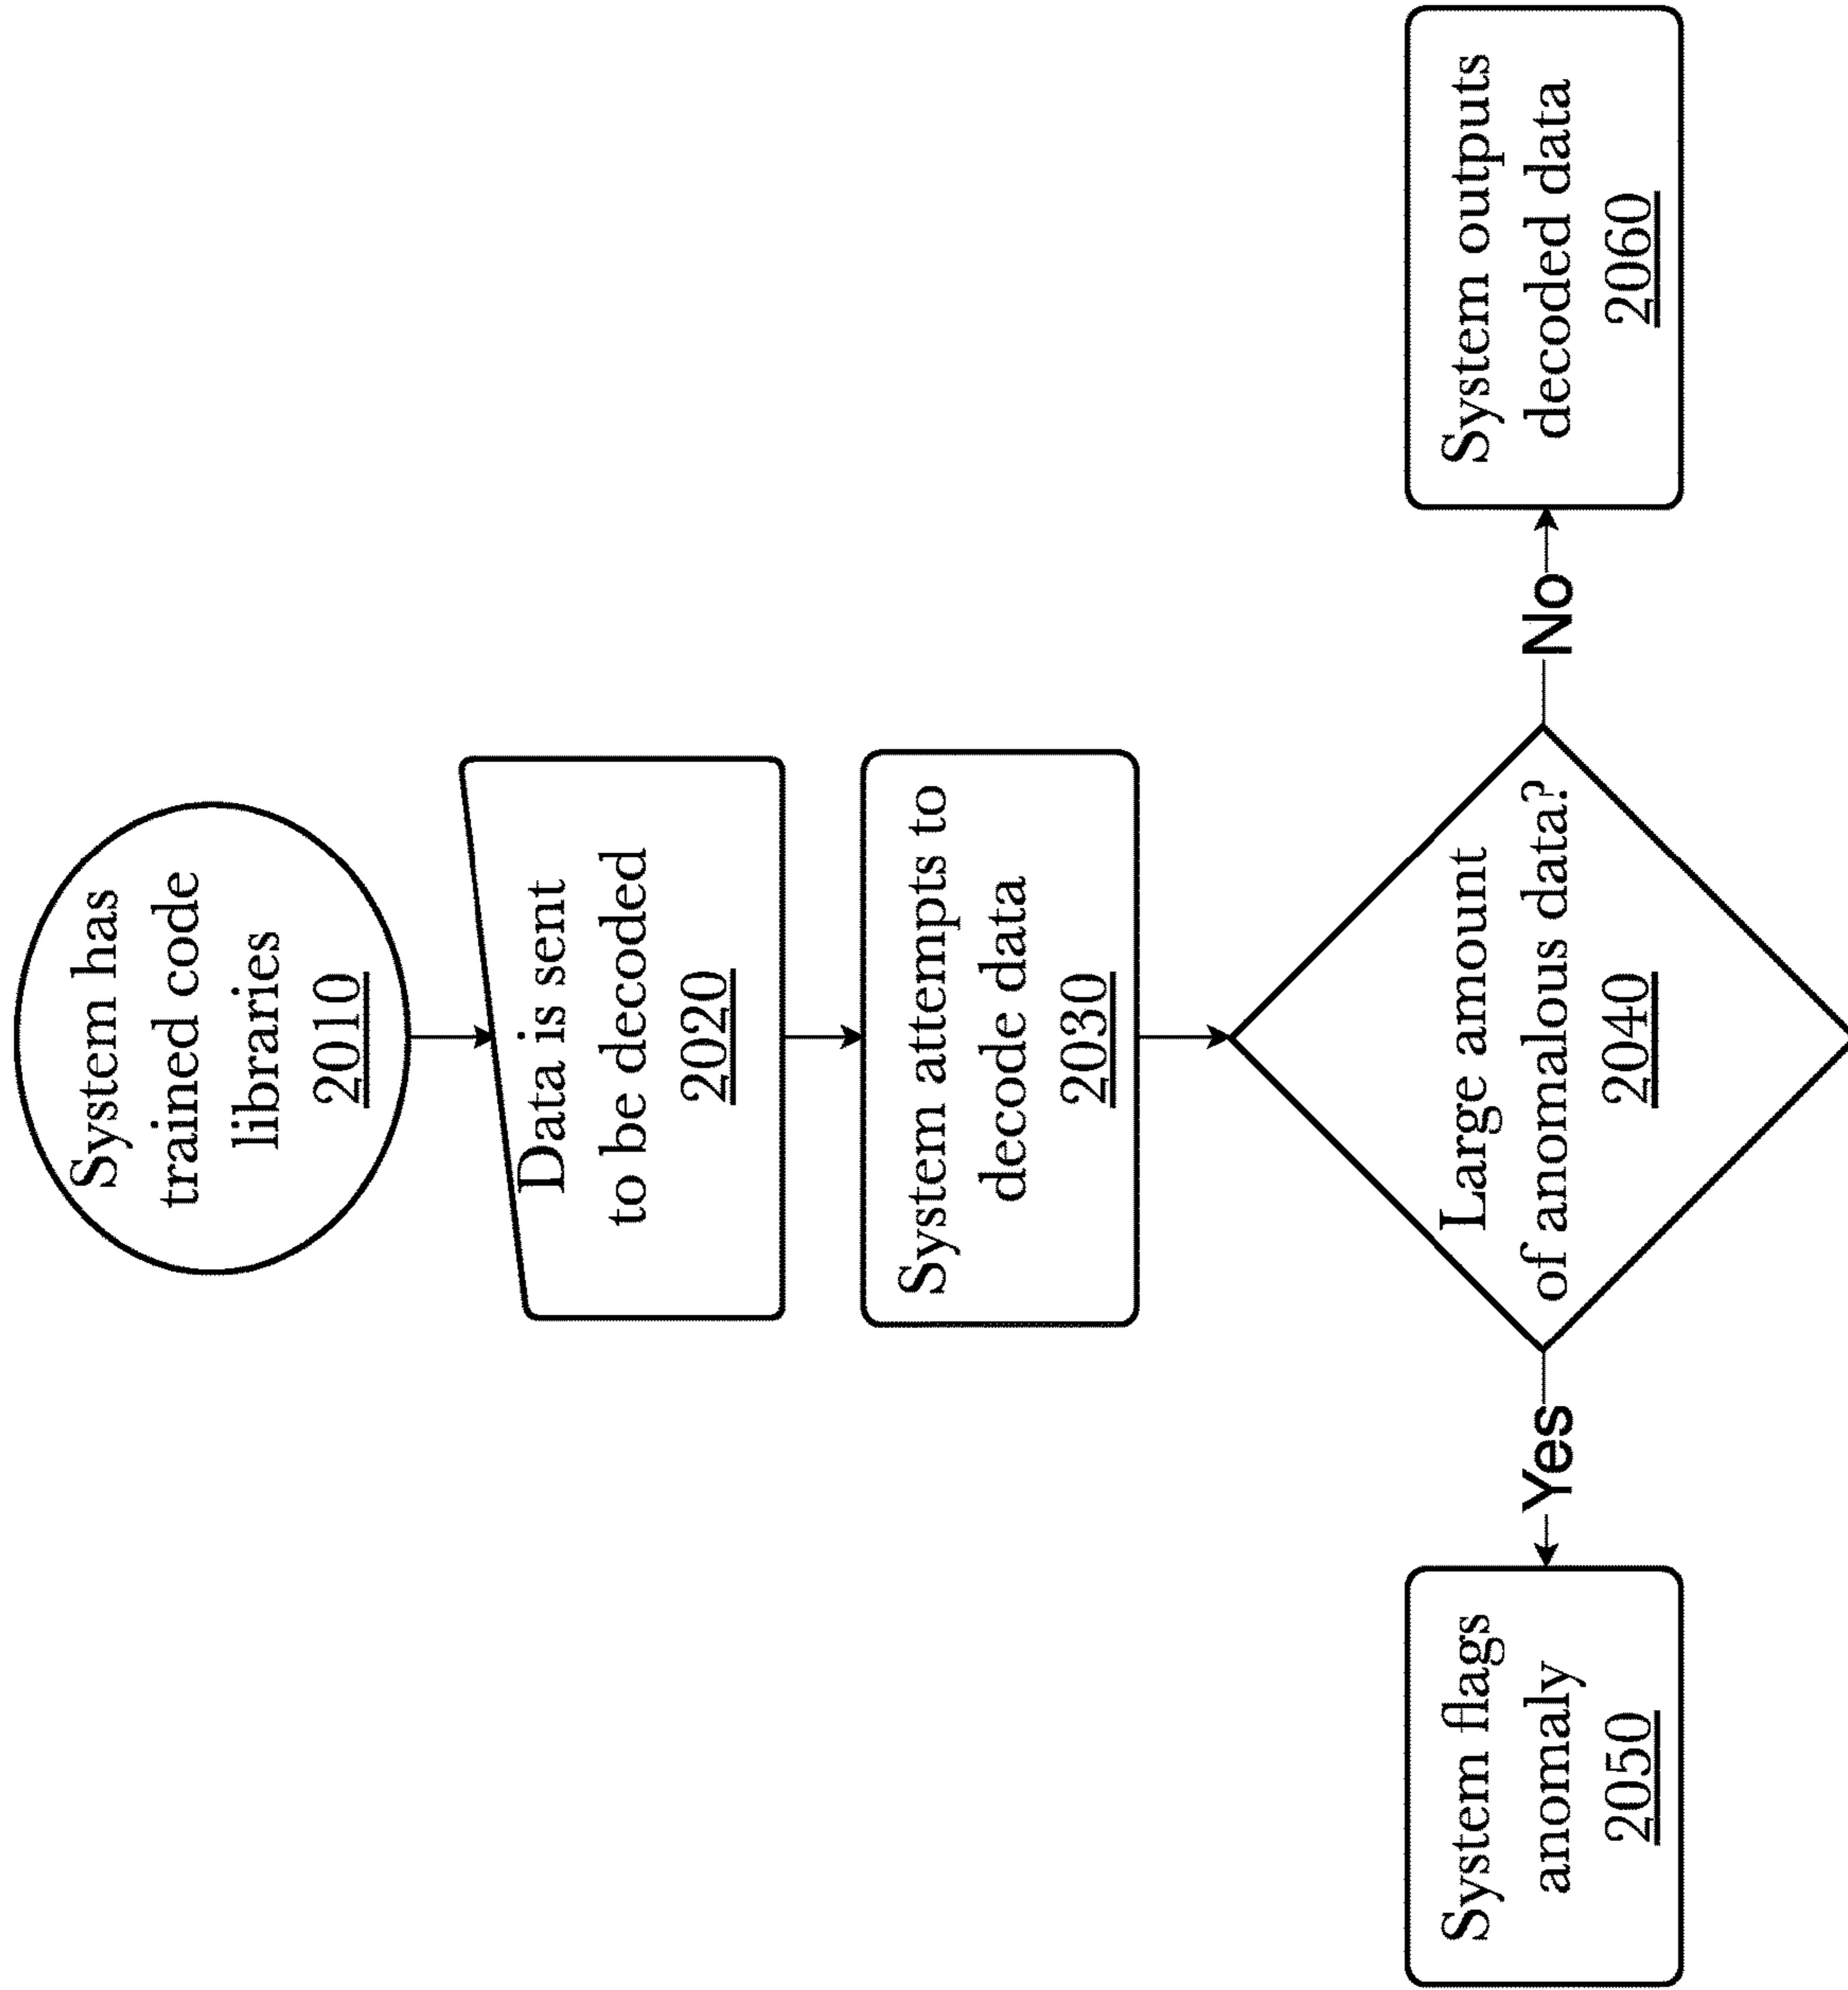 System has
trained code
libraries
2010
Data is sent
to be decoded
2020
System attempts to
decode data
2030
Large amount
of anomalous data?
2040
Yes
No
System flags
anomaly
2050
System outputs
decoded data
2060